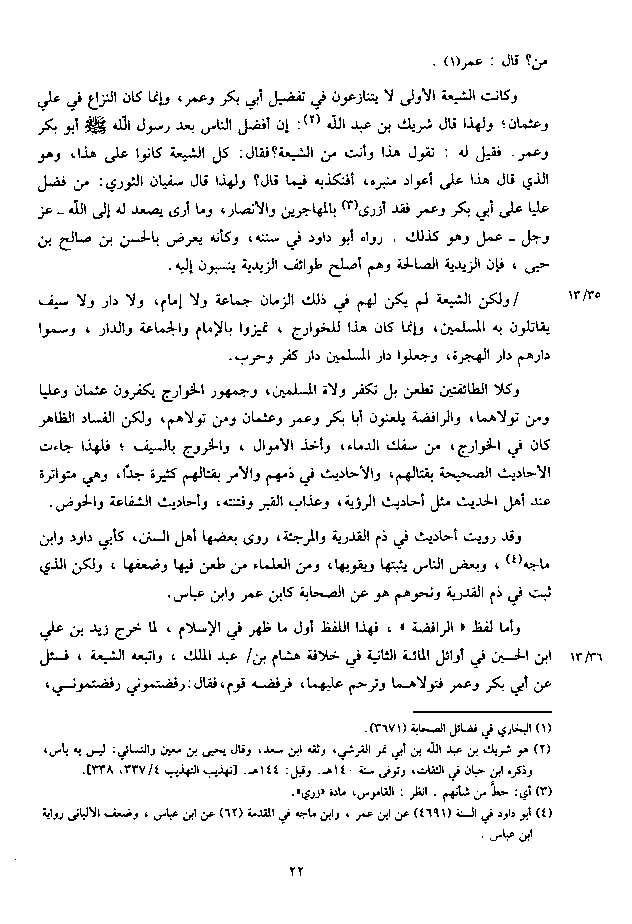 من؟ قال : عمر(١) .
وكانت الشيعة الأولى لا يتنازعون في تفضيل أبي بكر وعمر، وإنما كان النزاع في علي
وعثمان؛ ولهذا قال شريك بن عبد الله (٢): إن أفضل الناس بعد رسول الله ﷺ أبو بكر
وعمر. فقيل له : تقول هذا وأنت من الشيعة؟فقال: كل الشيعة كانوا على هذا، وهو
الذي قال هذا على أعواد منبره، أفنكذبه فيما قال؟ ولهذا قال سفيان الثوري: من فضل
عليا على أبي بكر وعمر فقد أزرى(٣) بالمهاجرين والأنصار، وما أرى يصعد له إلى الله ـ عز
وجل ـ عمل وهو كذلك . رواه أبو داود في سننه، وكأنه يعرض بالحسن بن صالح بن
حيى ، فإن الزيدية الصالحة وهم أصلح طوائف الزيدية ينسبون إليه.
١٣/٣٥ /ولكن الشيعة لم يكن لهم في ذلك الزمان جماعة ولا إمام، ولا دار ولا سيف
يقاتلون به المسلمين، وإنما كان هذا للخوارج ، تميزوا بالإمام والجماعة والدار ، وسموا
دارهم دار الهجرة، وجعلوا دار المسلمين دار كفر وحرب.
وكلا الطائفتين تطعن بل تكفر ولاة المسلمين، وجمهور الخوارج يكفرون عثمان وعليا
ومن تولاهما، والرافضة يلعنون أبا بكر وعمر وعثمان ومن تولاهم، ولكن الفساد الظاهر
كان في الخوارج، من سفك الدماء، وأخذ الأموال ، والخروج بالسيف ؛ فلهذا جاءت
الأحاديث الصحيحة بقتالهم، والأحاديث في ذمهم والأمر بقتالهم كثيرة جدًا، وهي متواترة
عند أهل الحديث مثل أحاديث الرؤية، وعذاب القبر وفتنته، وأحاديث الشفاعة والحوض.
وقد رويت أحاديث في ذم القدرية والمرجئة، روى بعضها أهل السنن، كأبي داود وابن
ماجه(٤) ، وبعض الناس يثبتها ويقويها، ومن العلماء من طعن فيها وضعفها ، ولكن الذي
ثبت في ذم القدرية ونحوهم هو عن الصحابة كابن عمر وابن عباس.
وأما لفظ « الرافضة » ، فهذا اللفظ أول ما ظهر في الإسلام ، لما خرج زيد بن علي
١٣/٣٦ ابن الحسين في أوائل المائة الثانية في خلافة هشام بن/ عبد الملك ، واتبعه الشيعة ، فسئل
عن أبي بكر وعمر فتولاهـما وترحم عليهما، فرفضه قوم،فقال:رفضتموني رفضتمونـي،
(١) البخاري في فضائل الصحابة (٣٦٧١).
(٢) هو شريك بن عبد الله بن أبي نمر القرشي، وثقه ابن سعد، وقال يحيى بن معين والنسائي: ليس به بأس،
وذكره ابن حبان في الثقات، وتوفى سنة ١٤٠هـ. وقيل: ١٤٤هـ. [تهذيب التهذيب ٣٣٧/٤، ٣٣٨].
(٣) أي: حطَّ من شأنهم . انظر : القاموس، مادة «زري».
(٤) أبو داود في السنة (٤٦٩١) عن ابن عمر ، وابن ماجه في المقدمة (٦٢) عن ابن عباس ، وضعف الألبانى رواية
ابن عباس .
٢٢